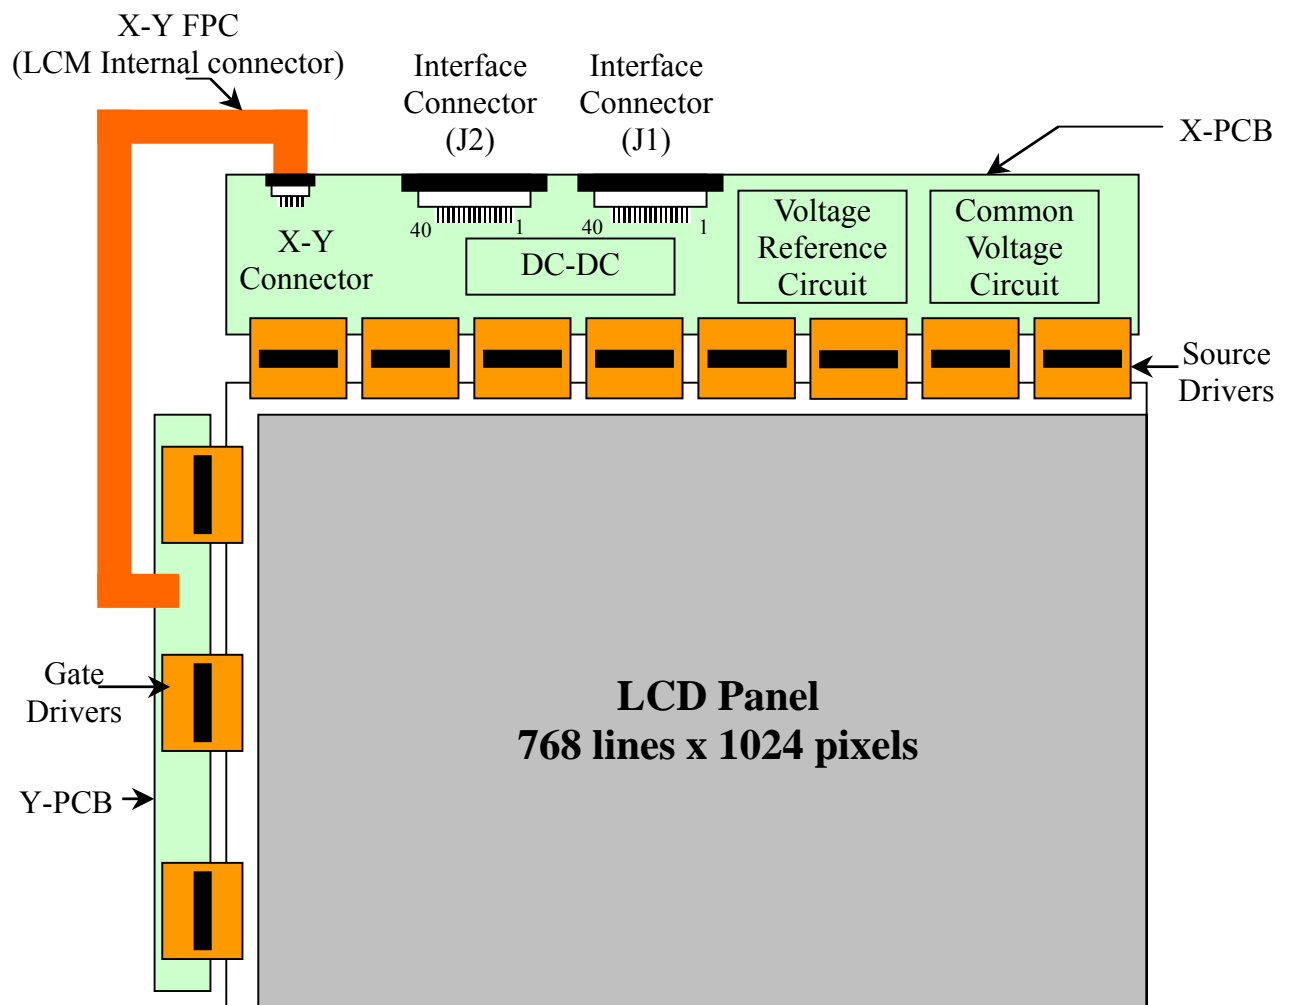 X-Y FPC
(LCM Internal connector)
Interface
Connector
(J2)
Interface
Connector
(J1)
X-PCB
40
1
40
1
X-Y
Connector
DC-DC
Voltage
Reference
Circuit
Common
Voltage
Circuit
Source
Drivers
Gate
Drivers
Y-PCB
LCD Panel
768 lines x 1024 pixels